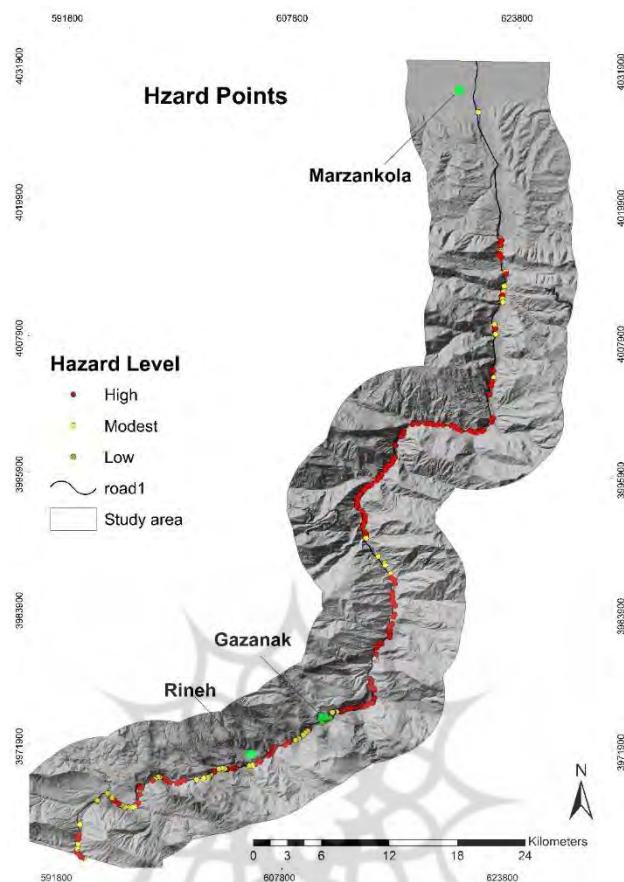 591800 607800 623800
4031900 4031900
Hzard Points
Marzankola
4019900 4019900
4007900 4007900
Hazard Level
High
Modest
Low
road1
Study area
3995900 3995900
3983900 3983900
Gazanak
Rineh
3971900 3971900
N
Kilometers
0 3 6 12 18 24
591800 607800 623800